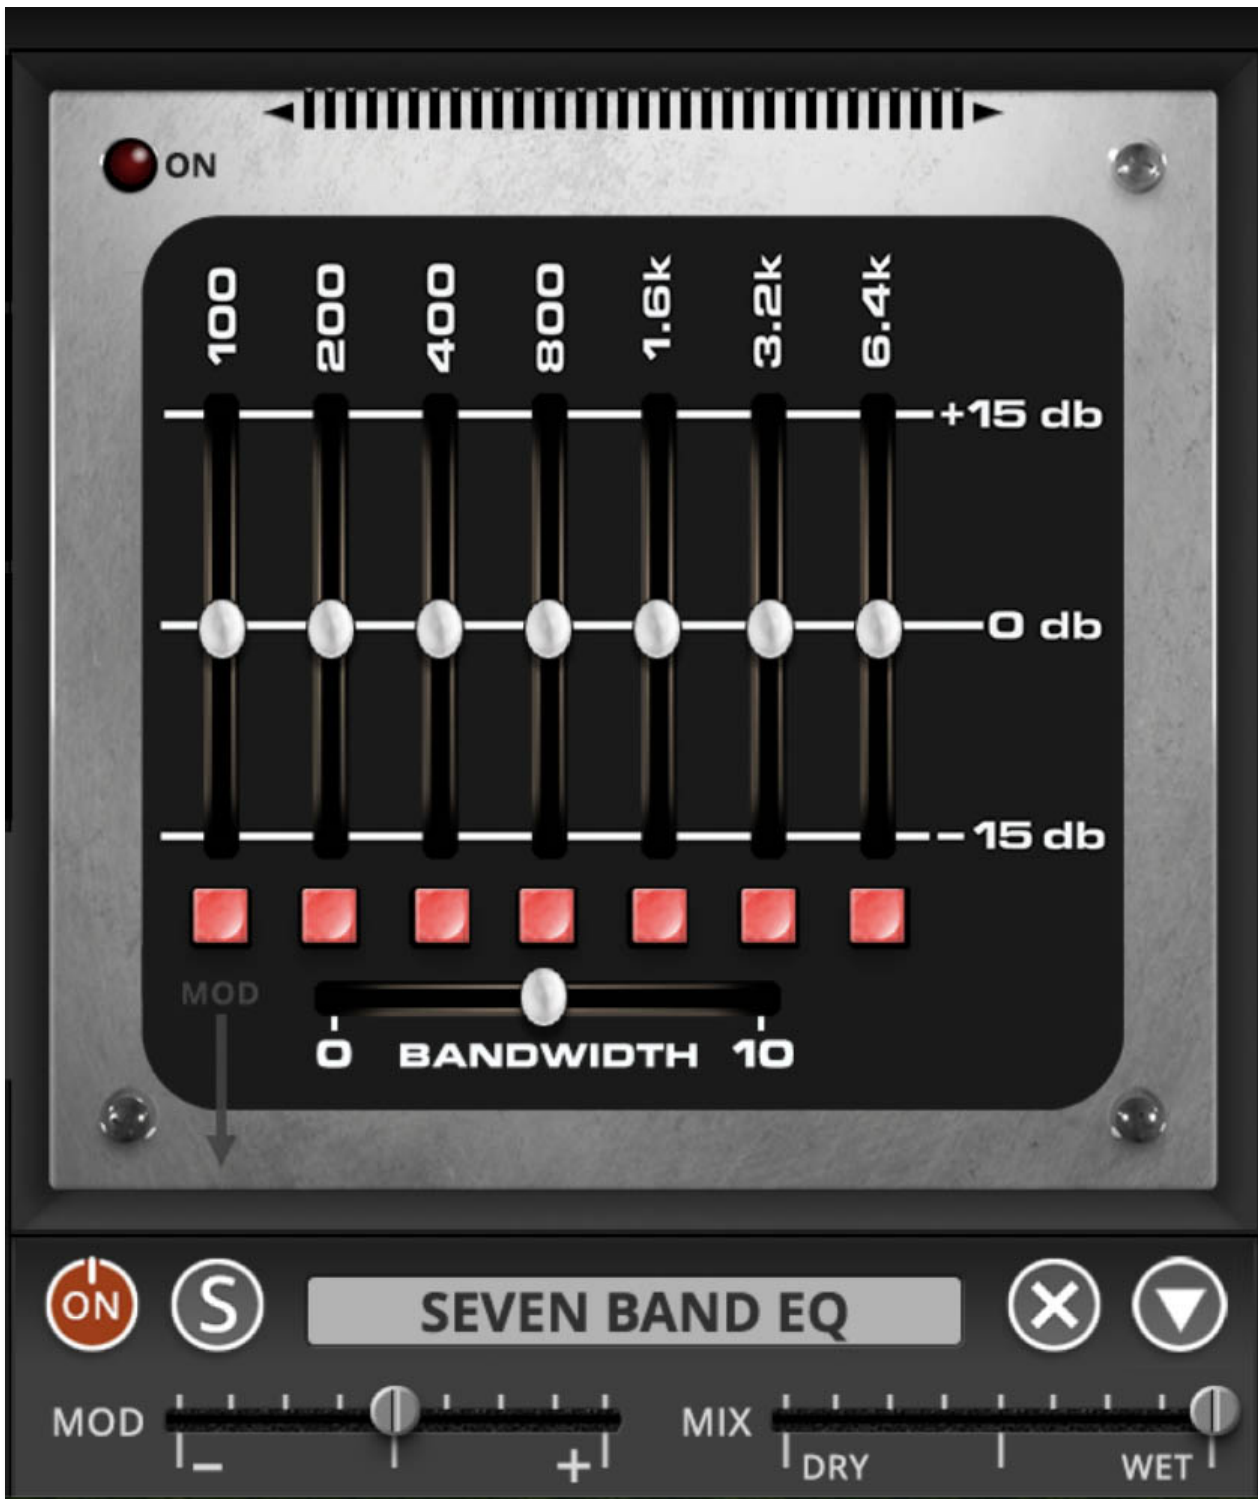 ON
100 200 400 800 1.6k 3.2k 6.4k
+15 db
0 db
-15 db
MOD
0 BANDWIDTH 10
ON S SEVEN BAND EQ
MOD MIX
- + DRY WET